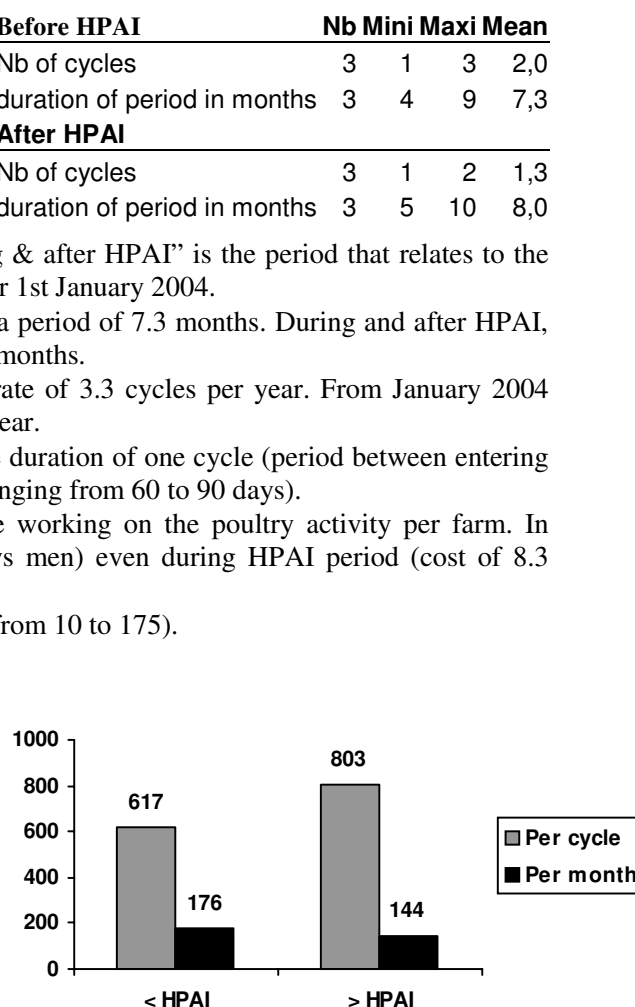 Before HPAI Nb Mini Maxi Mean
Nb of cycles 3 1 3 2,0
duration of period in months 3 4 9 7,3
After HPAI
Nb of cycles 3 1 2 1,3
duration of period in months 3 5 10 8,0
& after HPAI” is the period that relates to the
1st January 2004.
a period of 7.3 months. During and after HPAI,
months.
rate of 3.3 cycles per year. From January 2004
duration of one cycle (period between entering
from 60 to 90 days).
working on the poultry activity per farm. In
men) even during HPAI period (cost of 8.3
from 10 to 175).
1000
803
800
617
600
Per cycle
400
Per month
176
144
200
0
< HPAI > HPAI